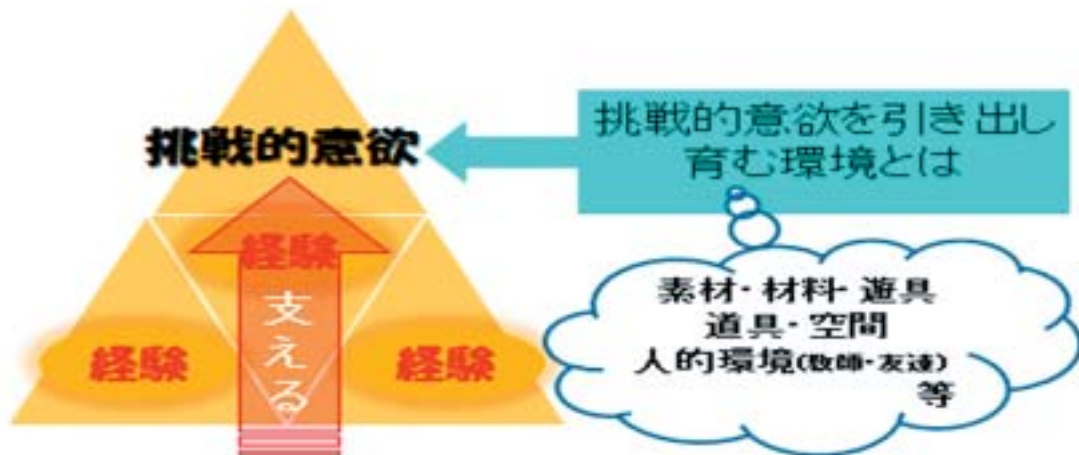 挑戦的意欲
経験
支える
経験
経験
挑戦的意欲を引き出し
育む環境とは
素材・材料・遊具
道具・空間
人的環境(教師・友達)
等